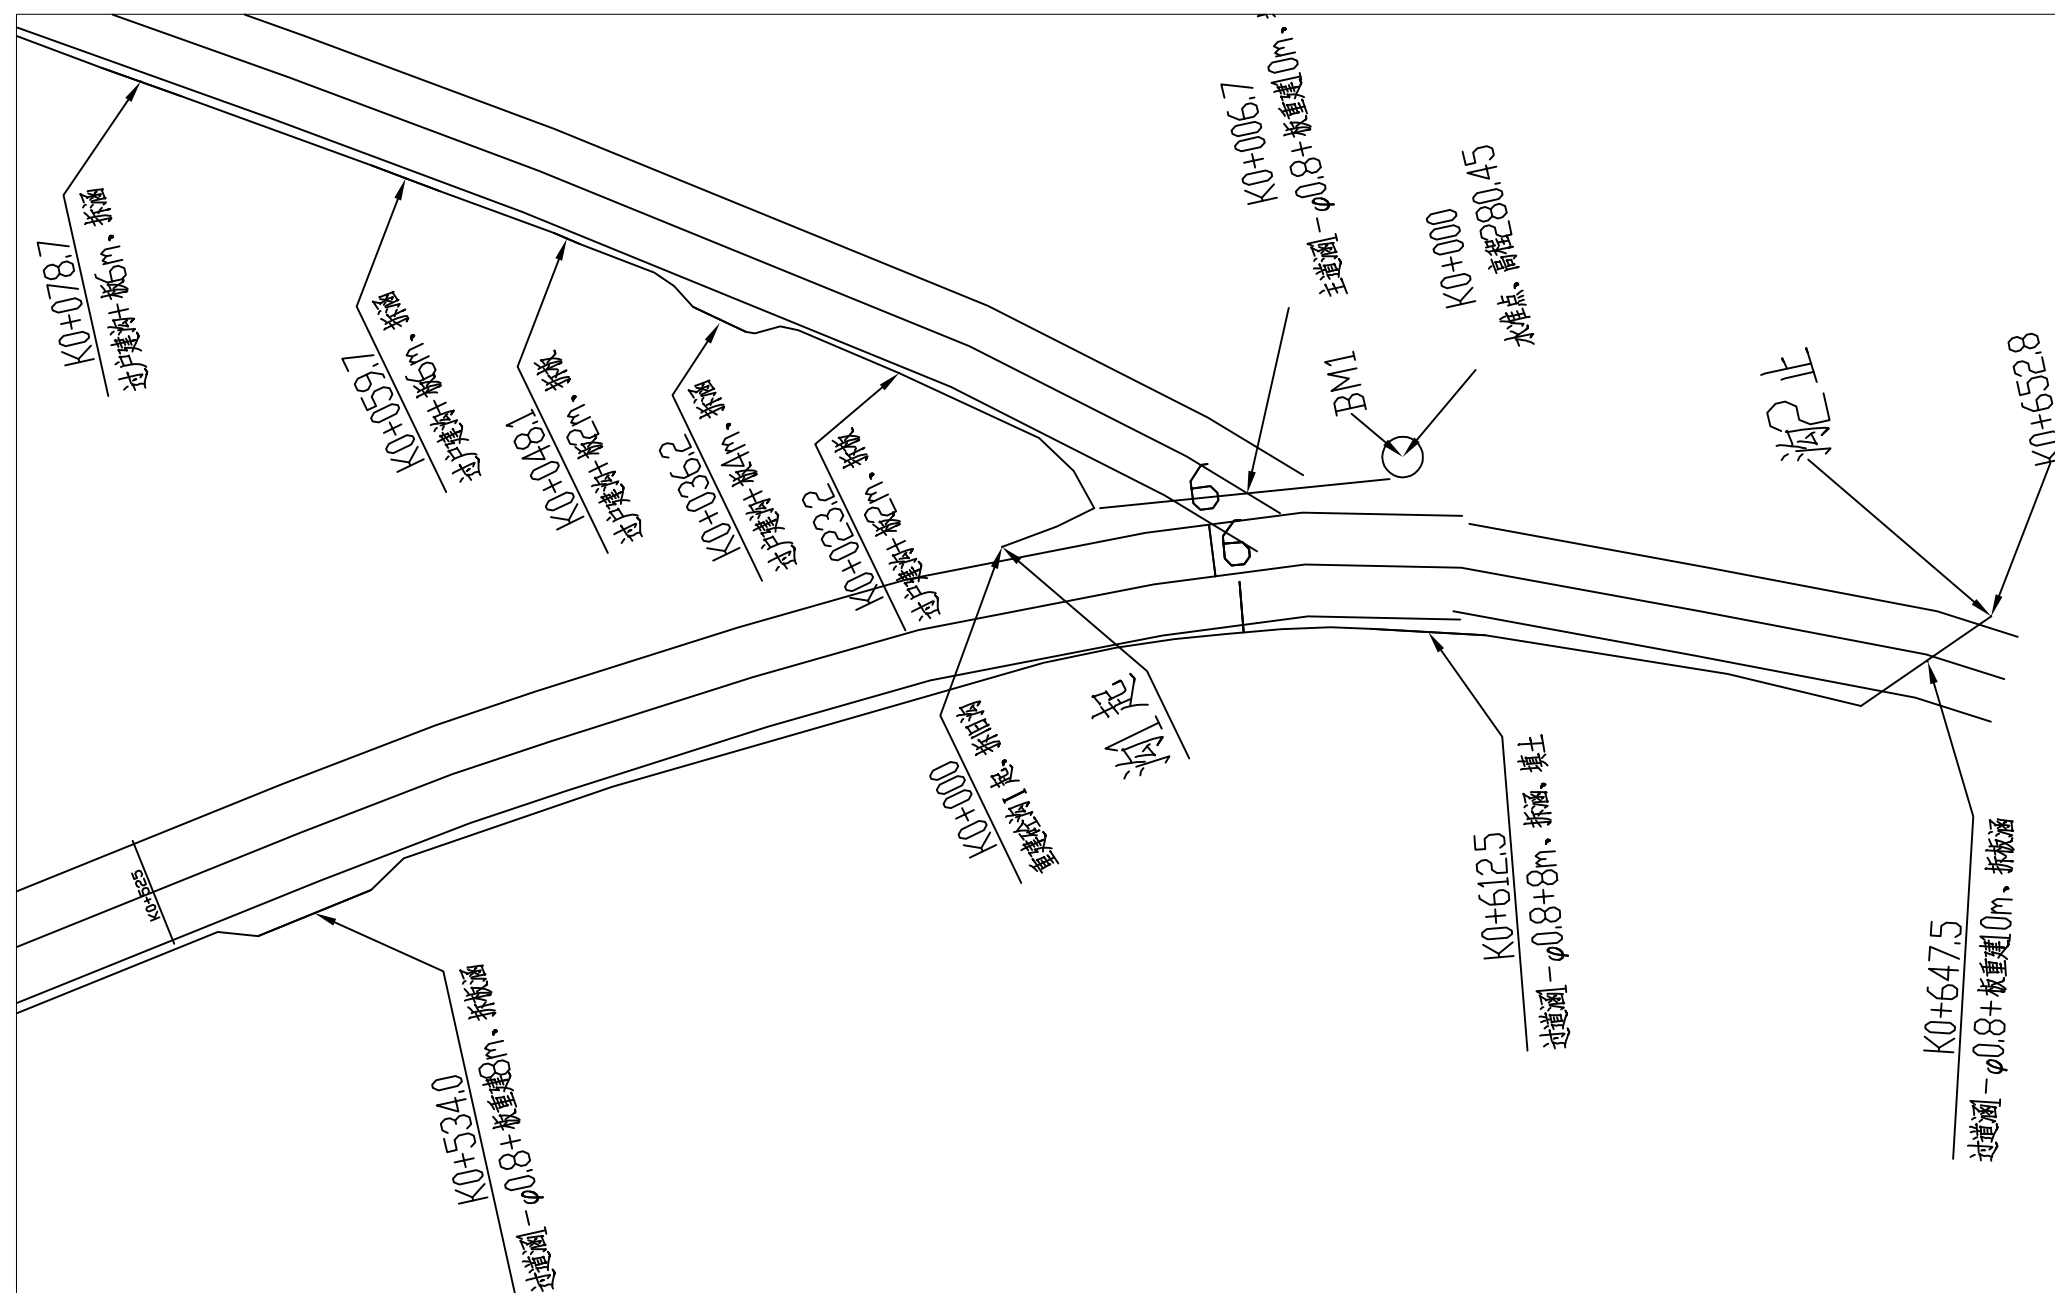 K0+078.7
过户建沟+板6m、拆涵
K0+059.7
过户建沟+板6m、拆涵
K0+048.1
过户建沟+板2m、拆板
K0+036.2
过户建沟+板4m、拆涵
K0+023.2
过户建沟+板2m、拆板
K0+006.7
主道涵1-φ0.8+板重建10m、
BM1
K0+000
水准点、高程280.45
沟2止
K0+652.8
K0+000
重建砼沟1起、拆旧沟
沟1起
K0+525
K0+534.0
过道涵1-φ0.8+板重建8m、拆板涵
K0+612.5
过道涵1-φ0.8+8m、拆涵、填土
K0+647.5
过道涵1-φ0.8+板重建10m、拆板涵